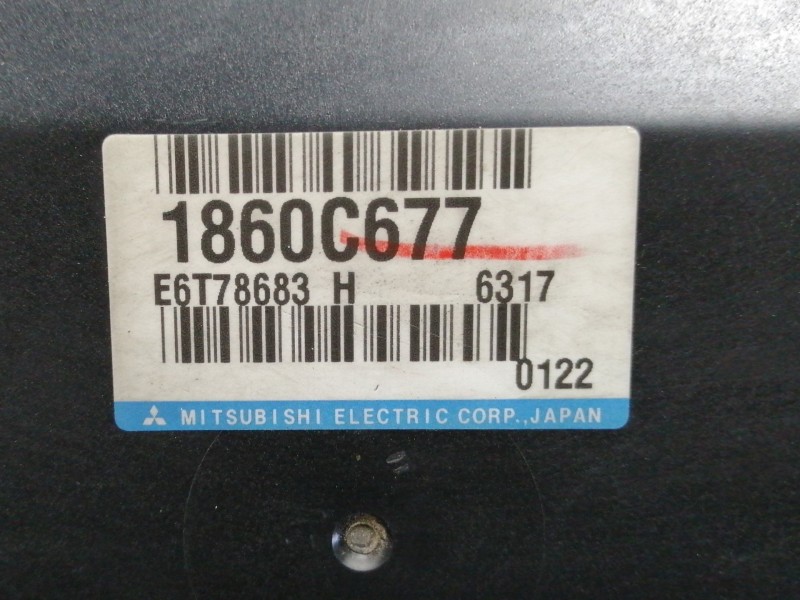 1860C677
E6T78683 H 6317
0122
MITSUBISHI ELECTRIC CORP.,JAPAN